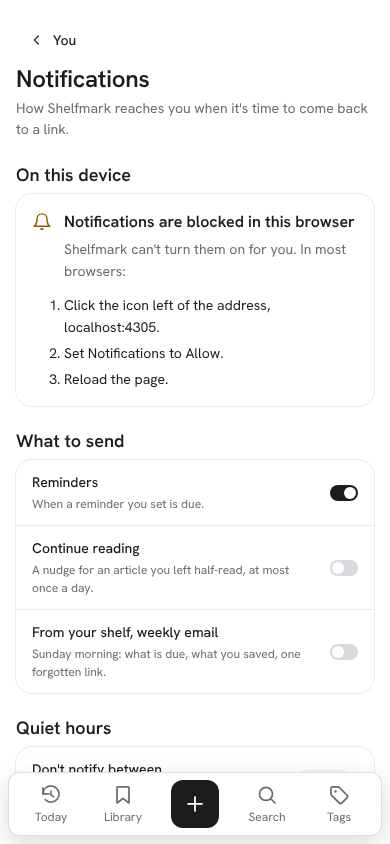 You
Notifications
How Shelfmark reaches you when it's time to come back
to a link.
On this device
Notifications are blocked in this browser
Shelfmark can't turn them on for you. In most
browsers:
1. Click the icon left of the address,
localhost:4305.
2. Set Notifications to Allow.
3. Reload the page.
What to send
Reminders
When a reminder you set is due.
Continue reading
A nudge for an article you left half-read, at most
once a day.
From your shelf, weekly email
Sunday morning: what is due, what you saved, one
forgotten link.
Quiet hours
Don't notify between
Today
Library
Search
Tags